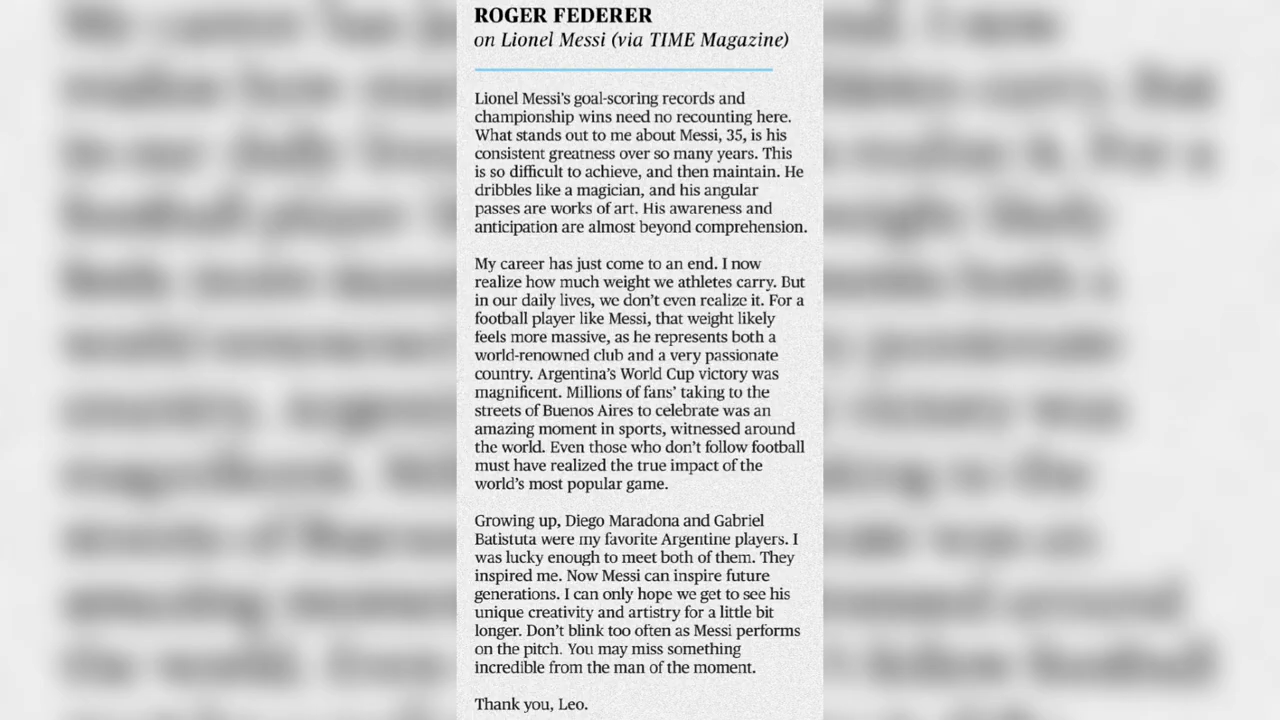 ROGER FEDERER
on Lionel Messi (via TIME Magazine)
Lionel Messi's goal-scoring records and
championship wins need no recounting here.
What stands out to me about Messi, 35, is his
consistent greatness over so many years. This
is so difficult to achieve, and then maintain. He
dribbles like a magician, and his angular
passes are works of art. His awareness and
anticipation are almost beyond comprehension.
My career has just come to an end. I now
realize how much weight we athletes carry. But
in our daily lives, we don't even realize it. For a
football player like Messi, that weight likely
feels more massive, as he represents both a
world-renowned club and a very passionate
country. Argentina's World Cup victory was
magnificent. Millions of fans' taking to the
streets of Buenos Aires to celebrate was an
amazing moment in sports, witnessed around
the world. Even those who don't follow football
must have realized the true impact of the
world's most popular game.
Growing up, Diego Maradona and Gabriel
Batistuta were my favorite Argentine players. I
was lucky enough to meet both of them. They
inspired me. Now Messi can inspire future
generations. I can only hope we get to see his
unique creativity and artistry for a little bit
longer. Don't blink too often as Messi performs
on the pitch. You may miss something
incredible from the man of the moment.
Thank you, Leo.